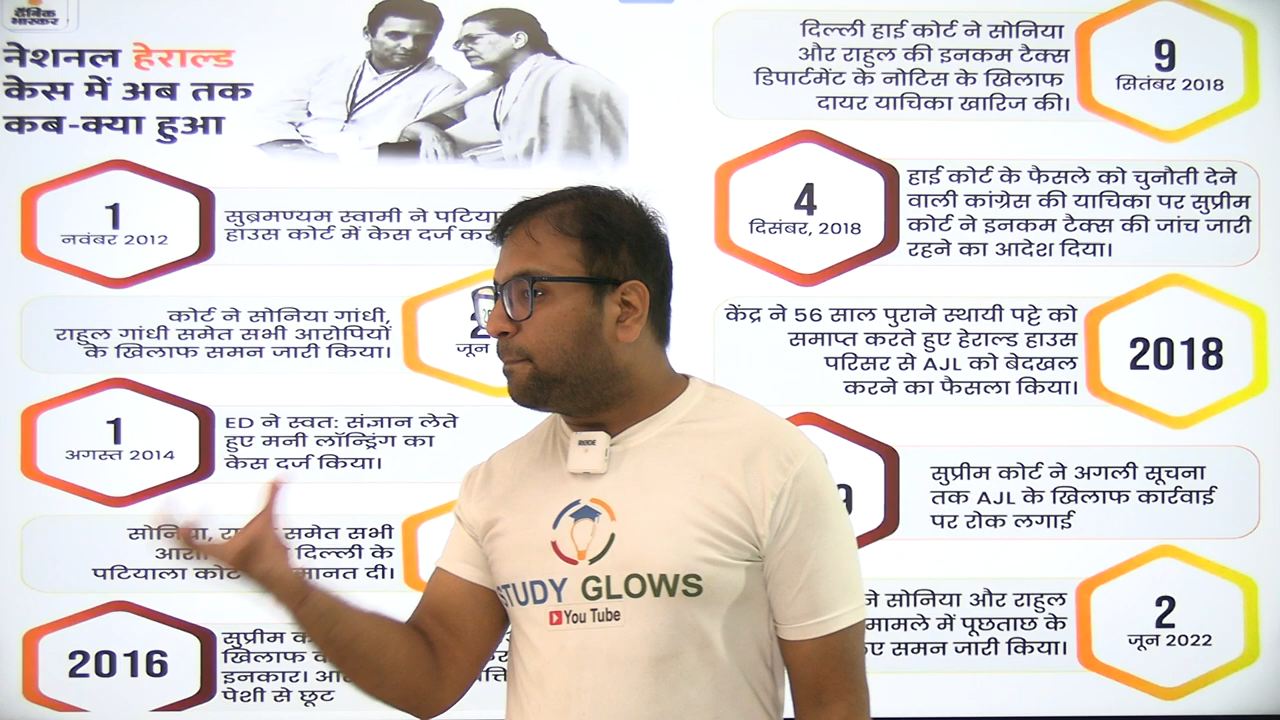 दैनिक
भास्कर
नेशनल हेराल्ड
केस में अब तक
कब-क्या हुआ
1
नवंबर 2012
सुब्रमण्यम स्वामी ने
हाउस कोर्ट में केस दर्ज
कोर्ट ने सोनिया गांधी,
राहुल गांधी समेत सभी आरोपियों
के खिलाफ समन जारी किया।
जून
1
अगस्त 2014
ED ने स्वत: संज्ञान लेते
हुए मनी लॉन्ड्रिंग का
केस दर्ज किया।
समेत सभी
दिल्ली के
पटियाला
दी।
2016
सुप्रीम
खिलाफ
इनकार।
पेशी से छूट
दिल्ली हाई कोर्ट ने सोनिया
और राहुल की इनकम टैक्स
डिपार्टमेंट के नोटिस के खिलाफ
दायर याचिका खारिज की।
9
सितंबर 2018
4
दिसंबर, 2018
हाई कोर्ट के फैसले को चुनौती देने
वाली कांग्रेस की याचिका पर सुप्रीम
कोर्ट ने इनकम टैक्स की जांच जारी
रहने का आदेश दिया।
केंद्र ने 56 साल पुराने स्थायी पट्टे को
समाप्त करते हुए हेराल्ड हाउस
परिसर से AJL को बेदखल
करने का फैसला किया।
2018
9
सुप्रीम कोर्ट ने अगली सूचना
तक AJL के खिलाफ कार्रवाई
पर रोक लगाई
ने सोनिया और राहुल
मामले में पूछताछ के
समन जारी किया।
2
जून 2022
STUDY GLOWS
You Tube